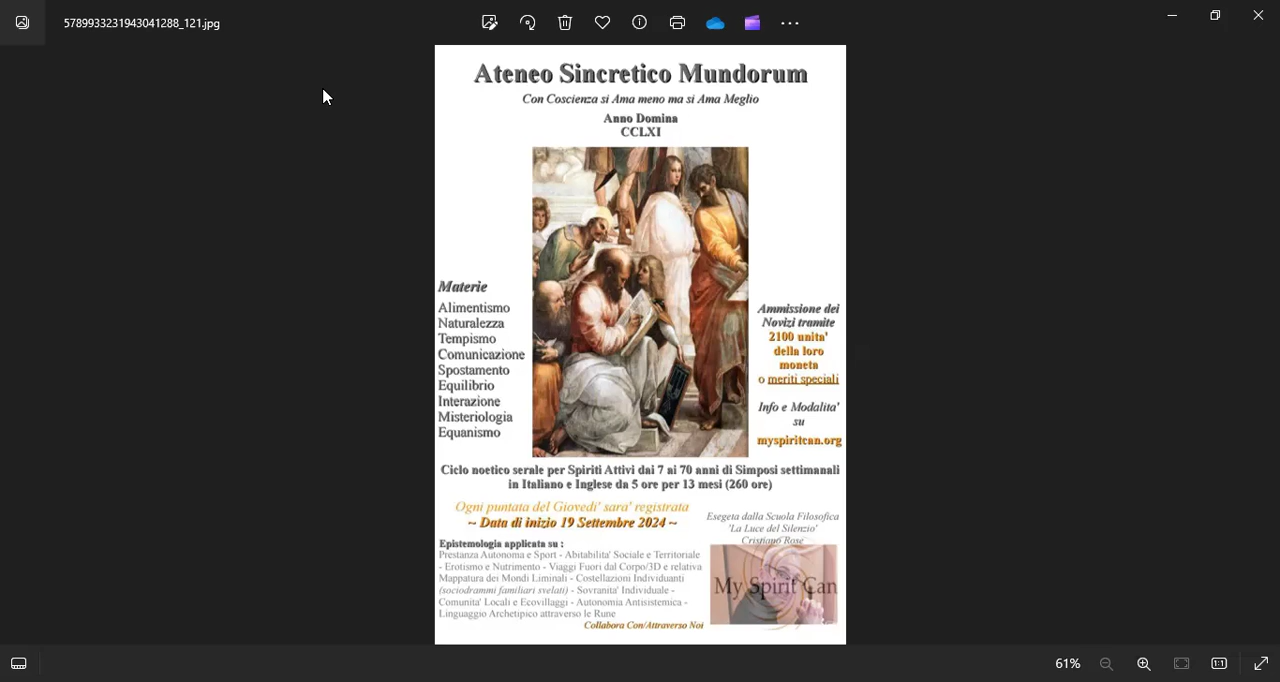 5789933231943041288_121.jpg
Ateneo Sincretico Mundorum
Con Coscienza si Ama meno ma si Ama Meglio
Anno Domina
CCLXI
Materie
Alimentismo
Naturalezza
Tempismo
Comunicazione
Spostamento
Equilibrio
Interazione
Misteriologia
Equanismo
Ammissione dei
Novizi tramite
2100 unita'
della loro
moneta
o meriti speciali
Info e Modalita'
su
myspiritcan.org
Ciclo noetico serale per Spiriti Attivi dai 7 ai 70 anni di Simposi settimanali
in Italiano e Inglese da 5 ore per 13 mesi (260 ore)
Ogni puntata del Giovedi' sara' registrata
~ Data di inizio 19 Settembre 2024 ~
Epistemologia applicata su :
Prestanza Autonoma e Sport - Abitabilita' Sociale e Territoriale
- Erotismo e Nutrimento - Viaggi Fuori dal Corpo/3D e relativa
Mappatura dei Mondi Liminali - Costellazioni Individuanti
(sociodrammi familiari svelati) - Sovranita' Individuale -
Comunita' Locali e Ecovillaggi - Autonomia Antisistemica -
Linguaggio Archetipico attraverso le Rune
Collabora Con/Attraverso Noi
Esegeta dalla Scuola Filosofica
'La Luce del Silenzio'
Cristiano Rose
My Spirit Can
61%
1:1